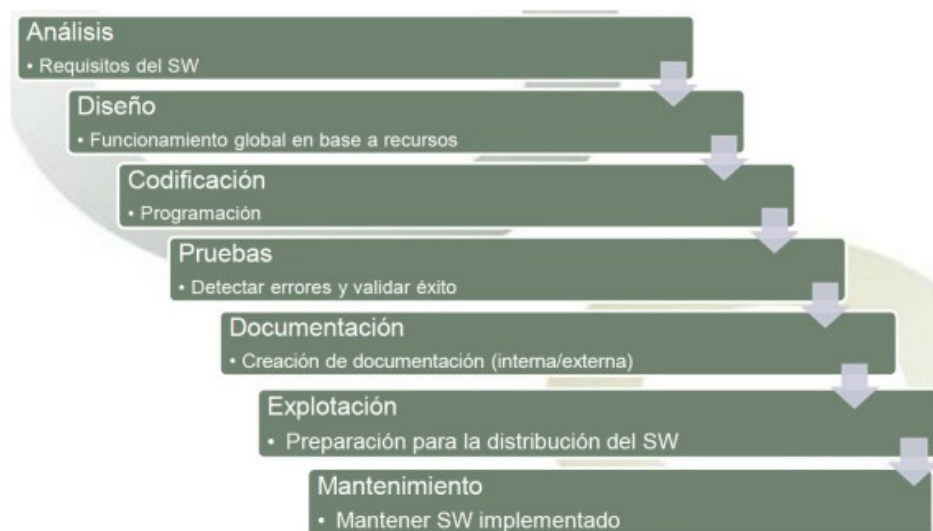 Análisis
• Requisitos del SW
Diseño
• Funcionamiento global en base a recursos
Codificación
• Programación
Pruebas
• Detectar errores y validar éxito
Documentación
• Creación de documentación (interna/externa)
Explotación
• Preparación para la distribución del SW
Mantenimiento
• Mantener SW implementado